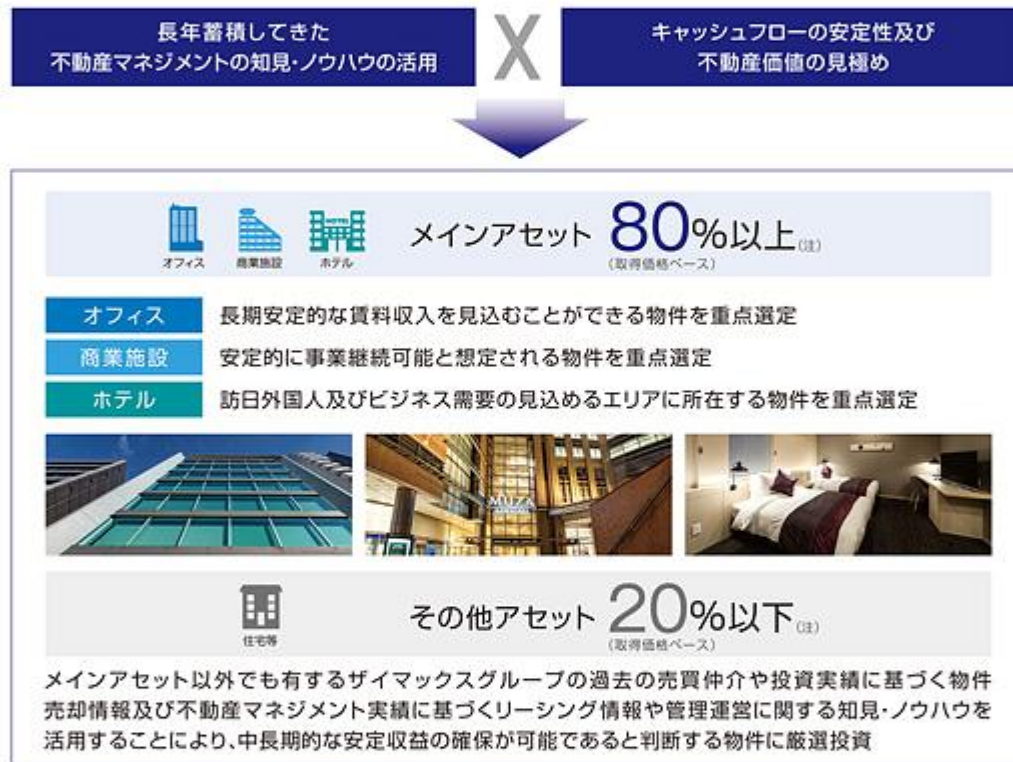 長年蓄積してきた
不動産マネジメントの知見・ノウハウの活用
X
キャッシュフローの安定性及び
不動産価値の見極め
オフィス
商業施設
HOTEL
ホテル
メインアセット 80%以上(注)
(取得価格ベース)
オフィス 長期安定的な賃料収入を見込むことができる物件を重点選定
商業施設 安定的に事業継続可能と想定される物件を重点選定
ホテル 訪日外国人及びビジネス需要の見込めるエリアに所在する物件を重点選定
MUZA
住宅等
その他アセット 20%以下(注)
(取得価格ベース)
メインアセット以外でも有するザイマックスグループの過去の売買仲介や投資実績に基づく物件
売却情報及び不動産マネジメント実績に基づくリーシング情報や管理運営に関する知見・ノウハウを
活用することにより、中長期的な安定収益の確保が可能であると判断する物件に厳選投資